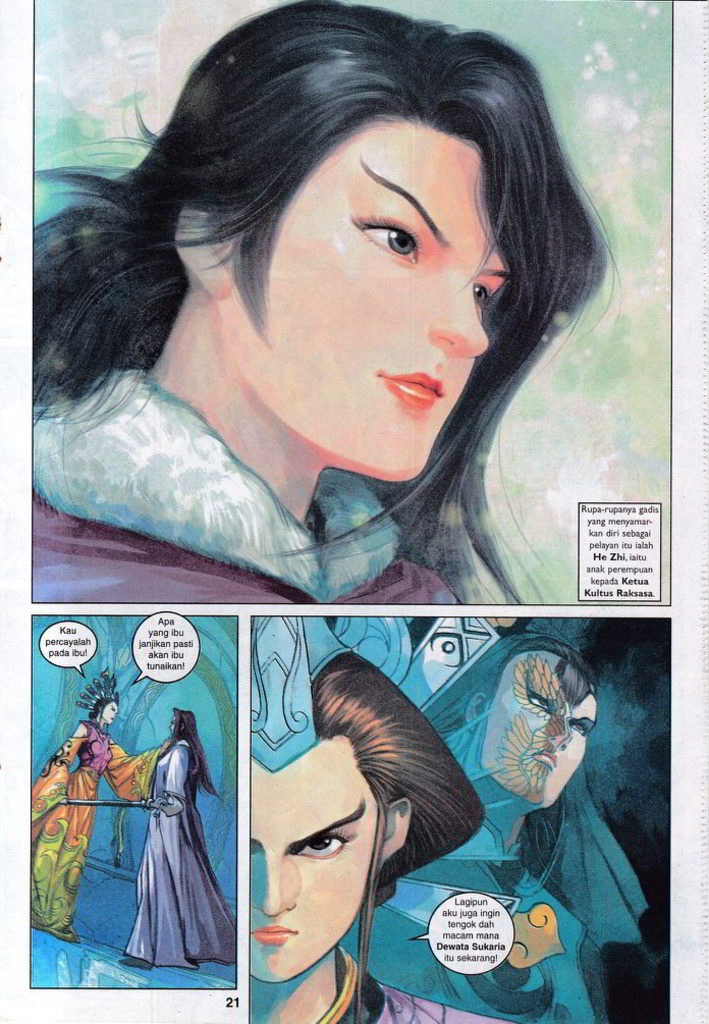 Rupa-rupanya gadis
yang menyamar-
kan diri sebagai
pelayan itu ialah
He Zhi, iaitu
anak perempuan
kepada Ketua
Kultus Raksasa.
Kau
percayalah
pada ibu!
Apa
yang ibu
janjikan pasti
akan ibu
tunaikan!
Lagipun
aku juga ingin
tengok dah
macam mana
Dewata Sukaria
itu sekarang!
21